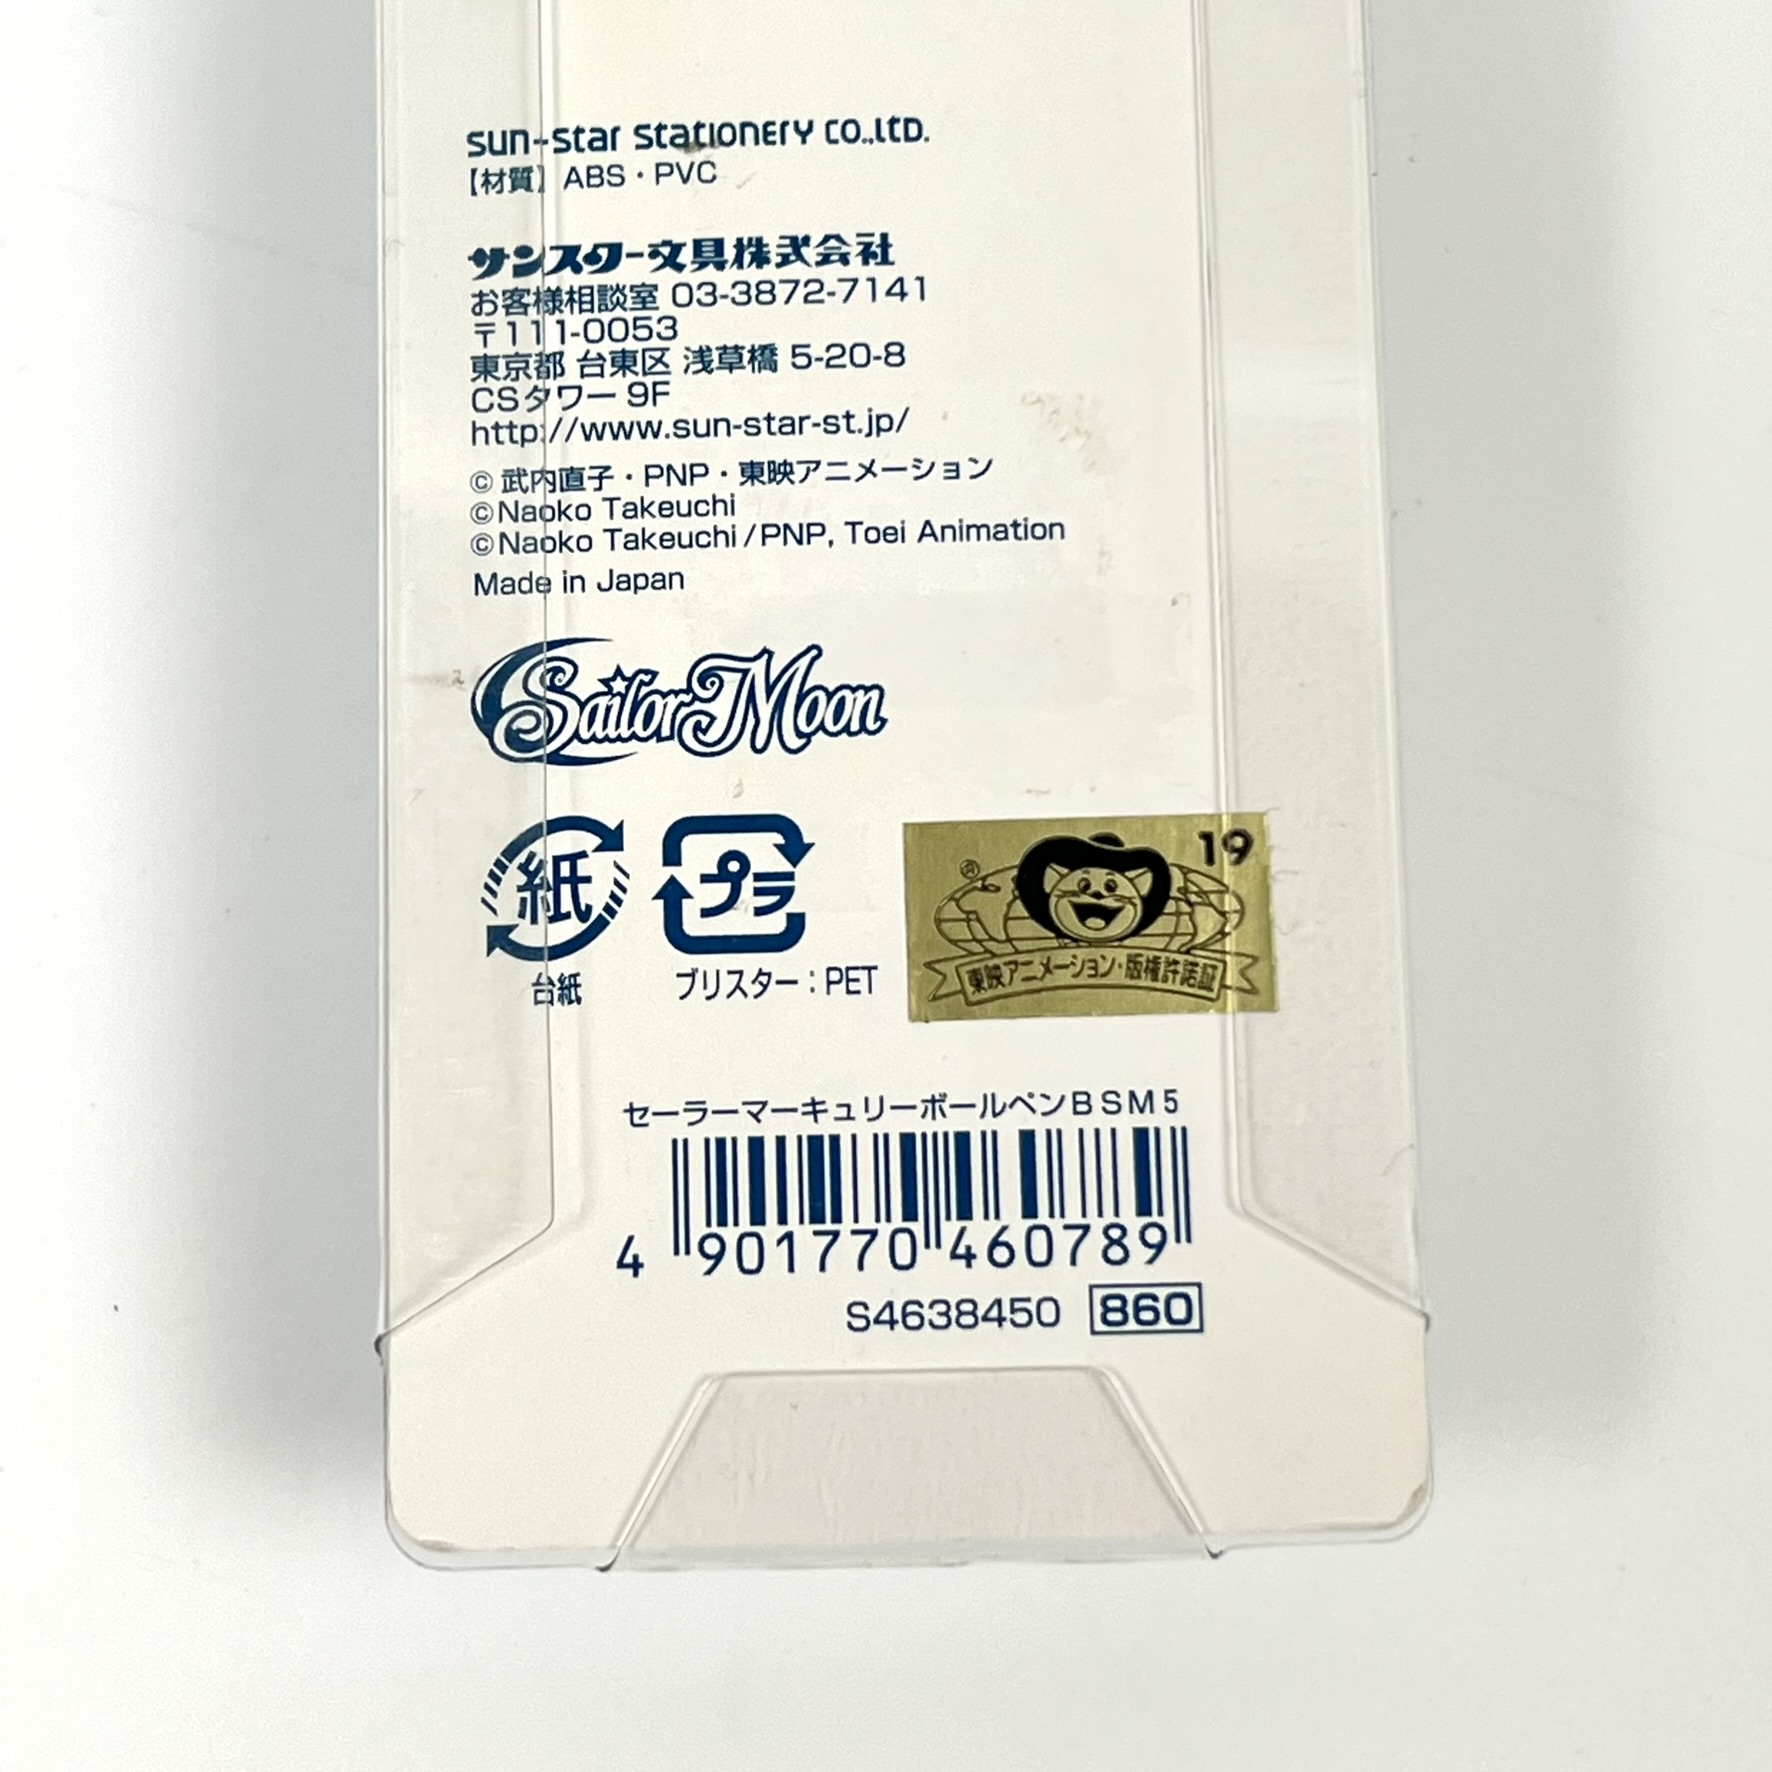 sun-star stationery co.,ltd.
【材質】ABS・PVC
サンスター文具株式会社
お客様相談室 03-3872-7141
〒111-0053
東京都 台東区 浅草橋 5-20-8
CSタワー 9F
http://www.sun-star-st.jp/
© 武内直子・PNP・東映アニメーション
©Naoko Takeuchi
©Naoko Takeuchi/PNP, Toei Animation
Made in Japan
Sailor Moon
紙
プラ
台紙
ブリスター：PET
19
東映アニメーション・版権許諾証
セーラーマーキュリーボールペンBSM5
4 901770 460789
S4638450 860